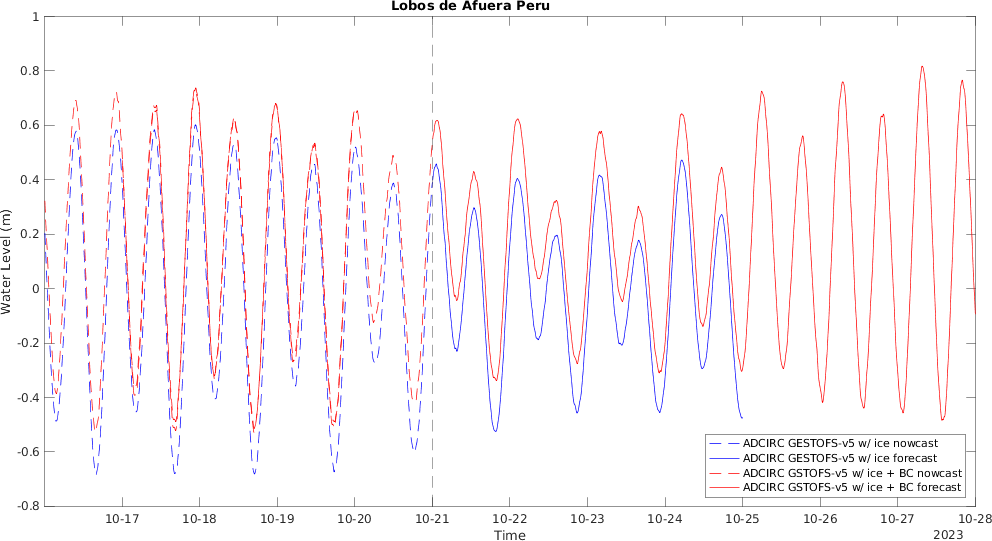 Lobos de Afuera Peru
1
0.8
0.6
0.4
0.2
0
-0.2
-0.4
-0.6
-0.8
Water Level (m)
ADCIRC GESTOFS-v5 w/ ice nowcast
ADCIRC GESTOFS-v5 w/ ice forecast
ADCIRC GSTOFS-v5 w/ ice + BC nowcast
ADCIRC GSTOFS-v5 w/ ice + BC forecast
10-17 10-18 10-19 10-20 10-21 10-22 10-23 10-24 10-25 10-26 10-27 10-28
Time
2023